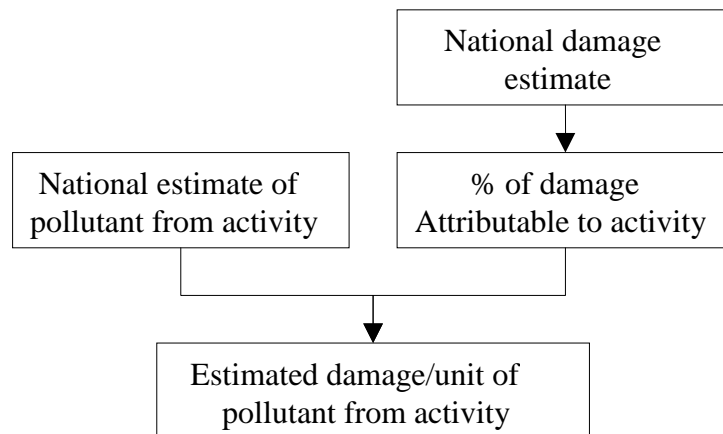 National damage
estimate
National estimate of
pollutant from activity
% of damage
Attributable to activity
Estimated damage/unit of
pollutant from activity